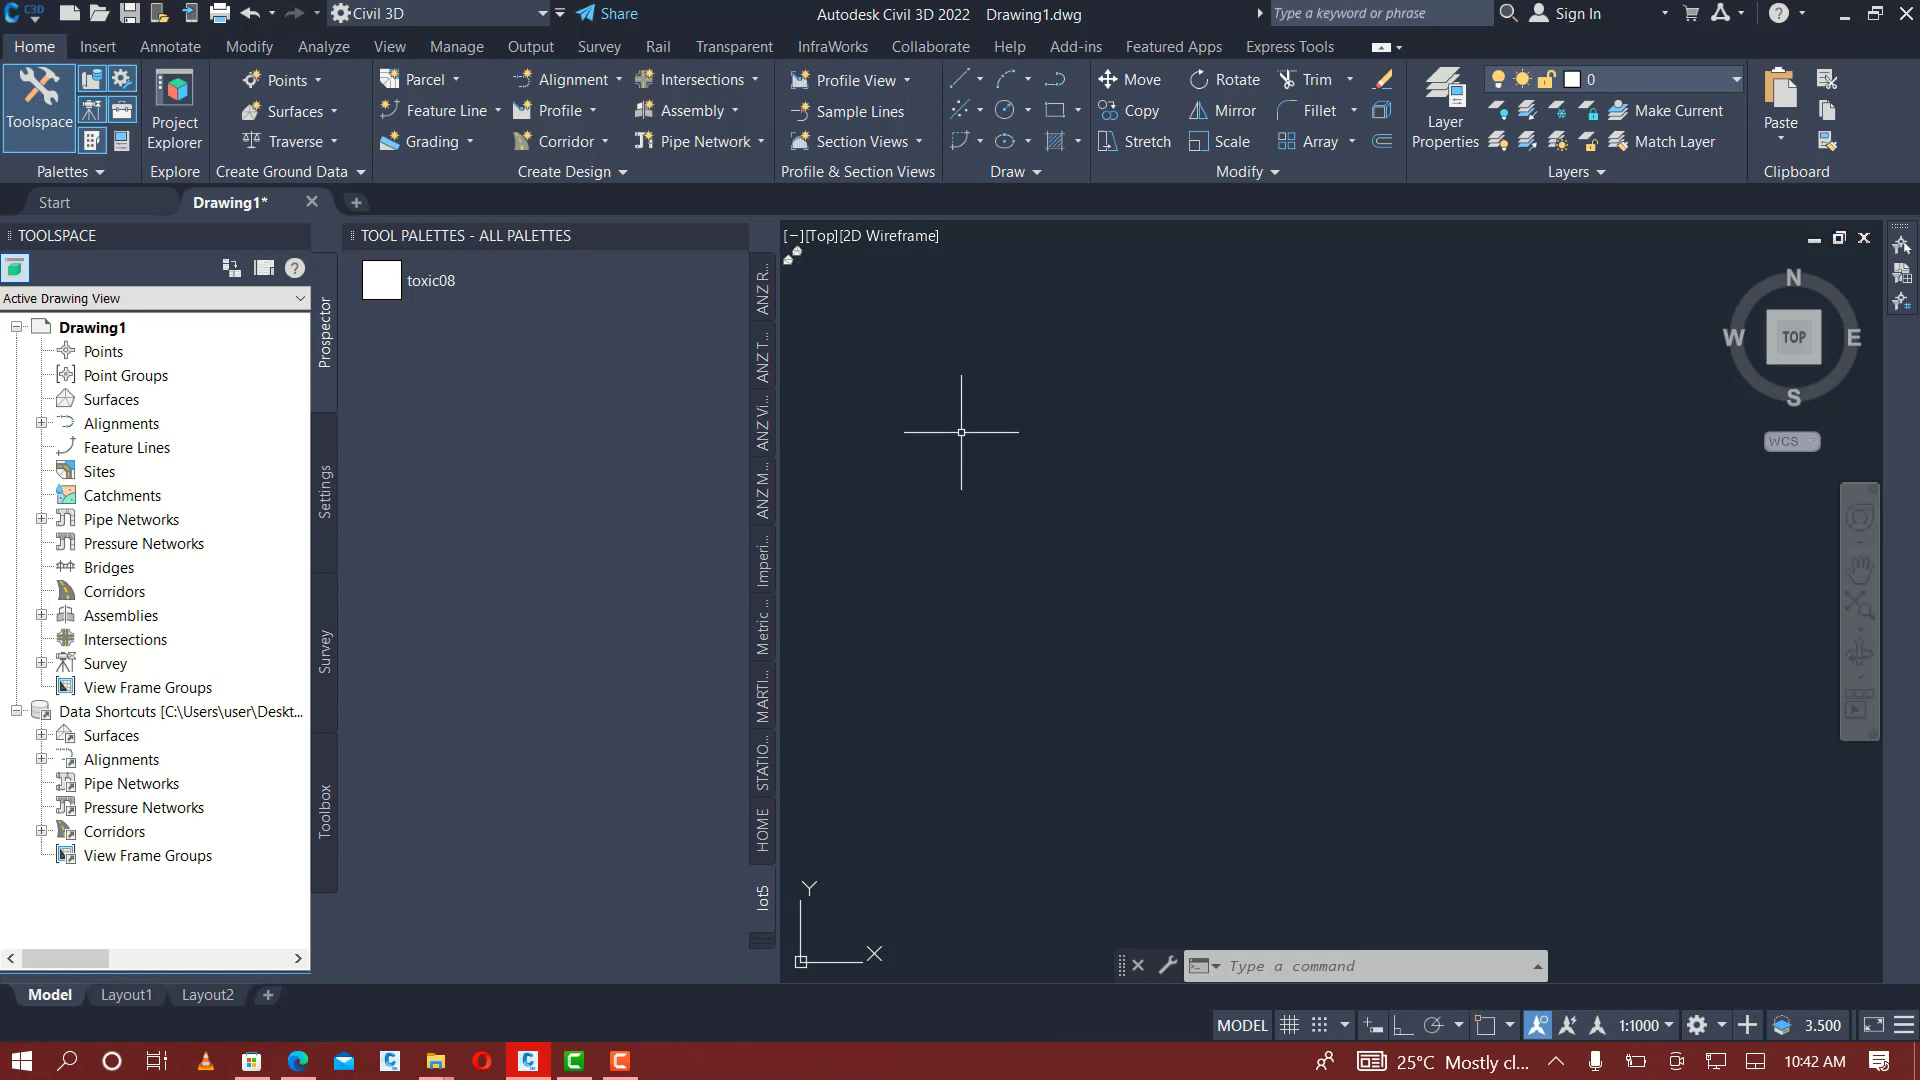 C3D Civil 3D Share Autodesk Civil 3D 2022 Drawing1.dwg Type a keyword or phrase Sign In
Home Insert Annotate Modify Analyze View Manage Output Survey Rail Transparent InfraWorks Collaborate Help Add-ins Featured Apps Express Tools
Points Parcel Alignment Intersections Profile View Move Rotate Trim 0
Surfaces Feature Line Profile Assembly Sample Lines Copy Mirror Fillet Make Current
Toolspace Project Explorer Traverse Grading Corridor Pipe Network Section Views Stretch Scale Array Layer Properties Match Layer Paste
Palettes Explore Create Ground Data Create Design Profile & Section Views Draw Modify Layers Clipboard
Start Drawing1*
TOOLSPACE TOOL PALETTES - ALL PALETTES [−][Top][2D Wireframe]
toxic08
Active Drawing View
Drawing1
Points
Point Groups
Surfaces
Alignments
Feature Lines
Sites
Catchments
Pipe Networks
Pressure Networks
Bridges
Corridors
Assemblies
Intersections
Survey
View Frame Groups
Data Shortcuts [C:\Users\user\Deskt...
Surfaces
Alignments
Pipe Networks
Pressure Networks
Corridors
View Frame Groups
Prospector
Settings
Survey
Toolbox
ANZ R...
ANZ T...
ANZ Vi...
ANZ M...
Imperi...
Metric ...
MARTI...
STATIO...
HOME
lot5
N
W TOP E
S
WCS
Y
X
Type a command
Model Layout1 Layout2
MODEL 1:1000 3.500
25°C Mostly cl... 10:42 AM